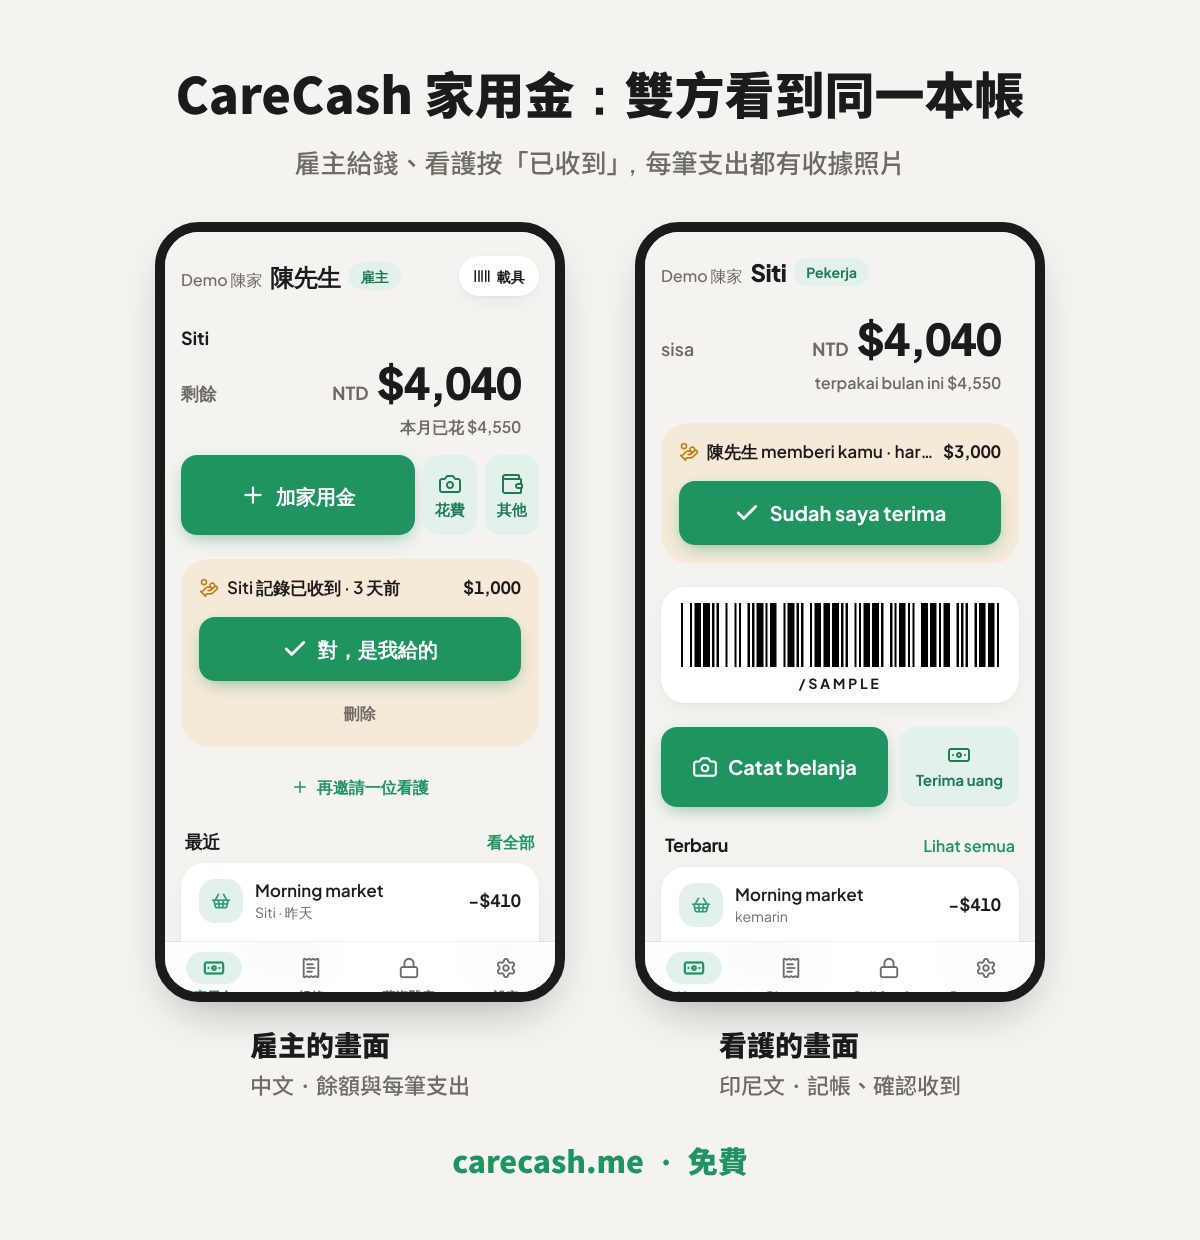 CareCash 家用金：雙方看到同一本帳
雇主給錢、看護按「已收到」，每筆支出都有收據照片
Demo 陳家 陳先生 雇主 載具
Siti
剩餘 NTD $4,040
本月已花 $4,550
加家用金
花費
其他
Siti 記錄已收到 · 3 天前 $1,000
對，是我給的
刪除
再邀請一位看護
最近 看全部
Morning market -$410
Siti · 昨天
雇主的畫面
中文 · 餘額與每筆支出
Demo 陳家 Siti Pekerja
sisa NTD $4,040
terpakai bulan ini $4,550
陳先生 memberi kamu · har... $3,000
Sudah saya terima
/SAMPLE
Catat belanja
Terima uang
Terbaru Lihat semua
Morning market -$410
kemarin
看護的畫面
印尼文 · 記帳、確認收到
carecash.me · 免費